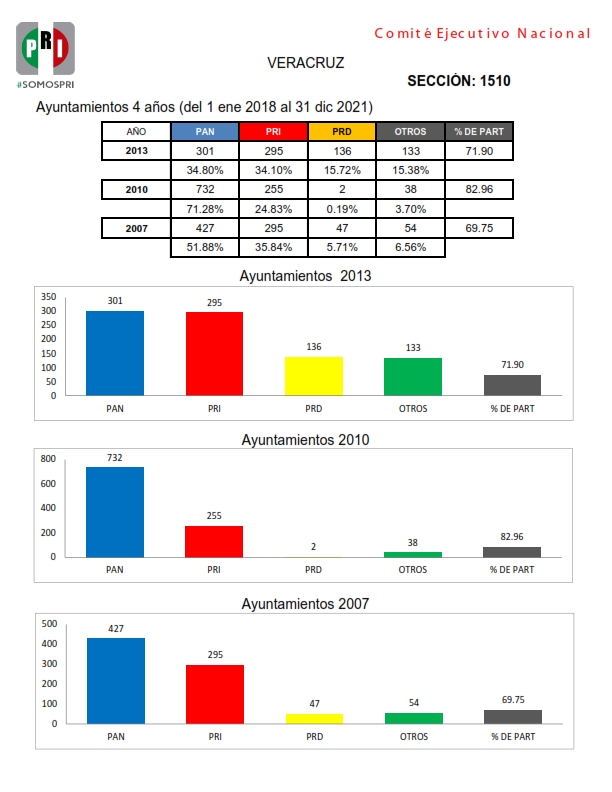 PRI
Comité Ejecutivo Nacional
#SOMOSPRI
VERACRUZ
SECCIÓN: 1510
Ayuntamientos 4 años (del 1 ene 2018 al 31 dic 2021)
AÑO PAN PRI PRD OTROS % DE PART
2013 301 295 136 133 71.90
34.80% 34.10% 15.72% 15.38%
2010 732 255 2 38 82.96
71.28% 24.83% 0.19% 3.70%
2007 427 295 47 54 69.75
51.88% 35.84% 5.71% 6.56%
Ayuntamientos 2013
350
300
250
200
150
100
50
0
301 295 136 133 71.90
PAN PRI PRD OTROS % DE PART
Ayuntamientos 2010
800
600
400
200
0
732 255 2 38 82.96
PAN PRI PRD OTROS % DE PART
Ayuntamientos 2007
500
400
300
200
100
0
427 295 47 54 69.75
PAN PRI PRD OTROS % DE PART